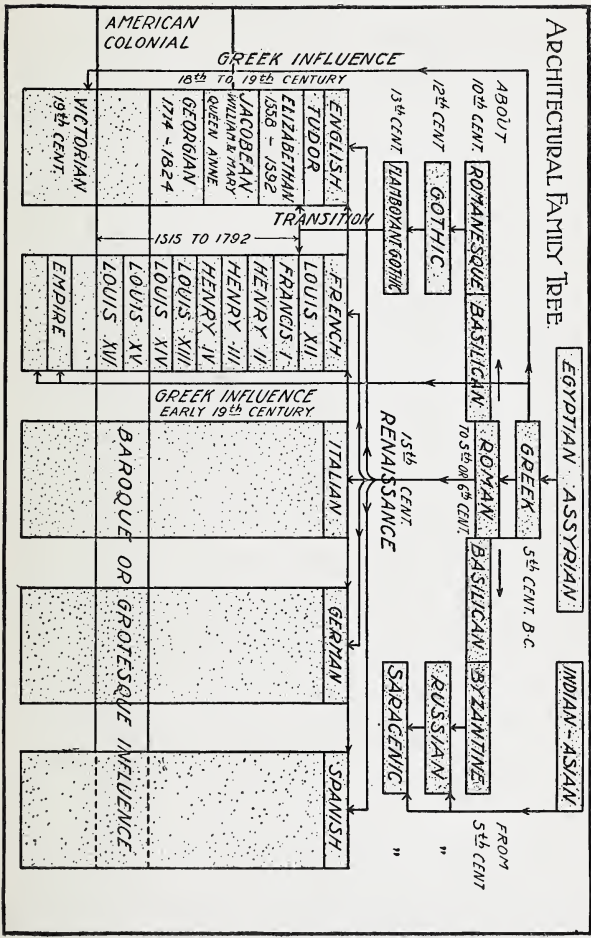 ARCHITECTURAL FAMILY TREE.
EGYPTIAN ASSYRIAN
INDIAN-ASIAN
GREEK
5th CENT. B.C.
ABOUT
10th CENT.
ROMANESQUE
BASILICAN
ROMAN
TO 5th OR 6th CENT.
BASILICAN
BYZANTINE
FROM
5th CENT
12th CENT
GOTHIC
RUSSIAN
"
13th CENT.
FLAMBOYANT GOTHIC
SARACENIC
"
15th CENT.
RENAISSANCE
TRANSITION
GREEK INFLUENCE
18th TO 19th CENTURY
ENGLISH
TUDOR
ELIZABETHAN
1558 - 1592
JACOBEAN
WILLIAM & MARY
QUEEN ANNE
GEORGIAN
1714 - 1824
VICTORIAN
19th CENT.
AMERICAN
COLONIAL
1515 TO 1792
FRENCH
LOUIS XII
FRANCIS I
HENRY II
HENRY III
HENRY IV
LOUIS XIII
LOUIS XIV
LOUIS XV
LOUIS XVI
EMPIRE
GREEK INFLUENCE
EARLY 19th CENTURY.
ITALIAN
GERMAN
SPANISH
BAROQUE OR GROTESQUE INFLUENCE